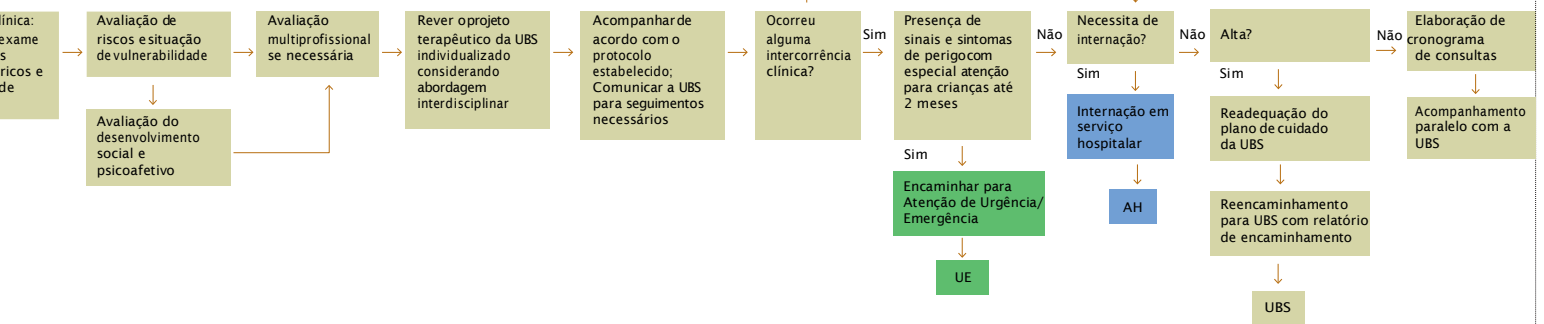 línica:
exame
s
ricos e
de
Avaliação de
riscos e situação
de vulnerabilidade
Avaliação do
desenvolvimento
social e
psicoafetivo
Avaliação
multiprofissional
se necessária
Rever o projeto
terapêutico da UBS
individualizado
considerando
abordagem
interdisciplinar
Acompanhar de
acordo com o
protocolo
estabelecido;
Comunicar a UBS
para seguimentos
necessários
Ocorreu
alguma
intercorrência
clínica?
Sim
Presença de
sinais e sintomas
de perigo com
especial atenção
para crianças até
2 meses
Sim
Encaminhar para
Atenção de Urgência/
Emergência
UE
Não
Necessita de
internação?
Sim
Internação em
serviço
hospitalar
AH
Não
Alta?
Sim
Readequação do
plano de cuidado
da UBS
Reencaminhamento
para UBS com relatório
de encaminhamento
UBS
Não
Elaboração de
cronograma
de consultas
Acompanhamento
paralelo com a
UBS